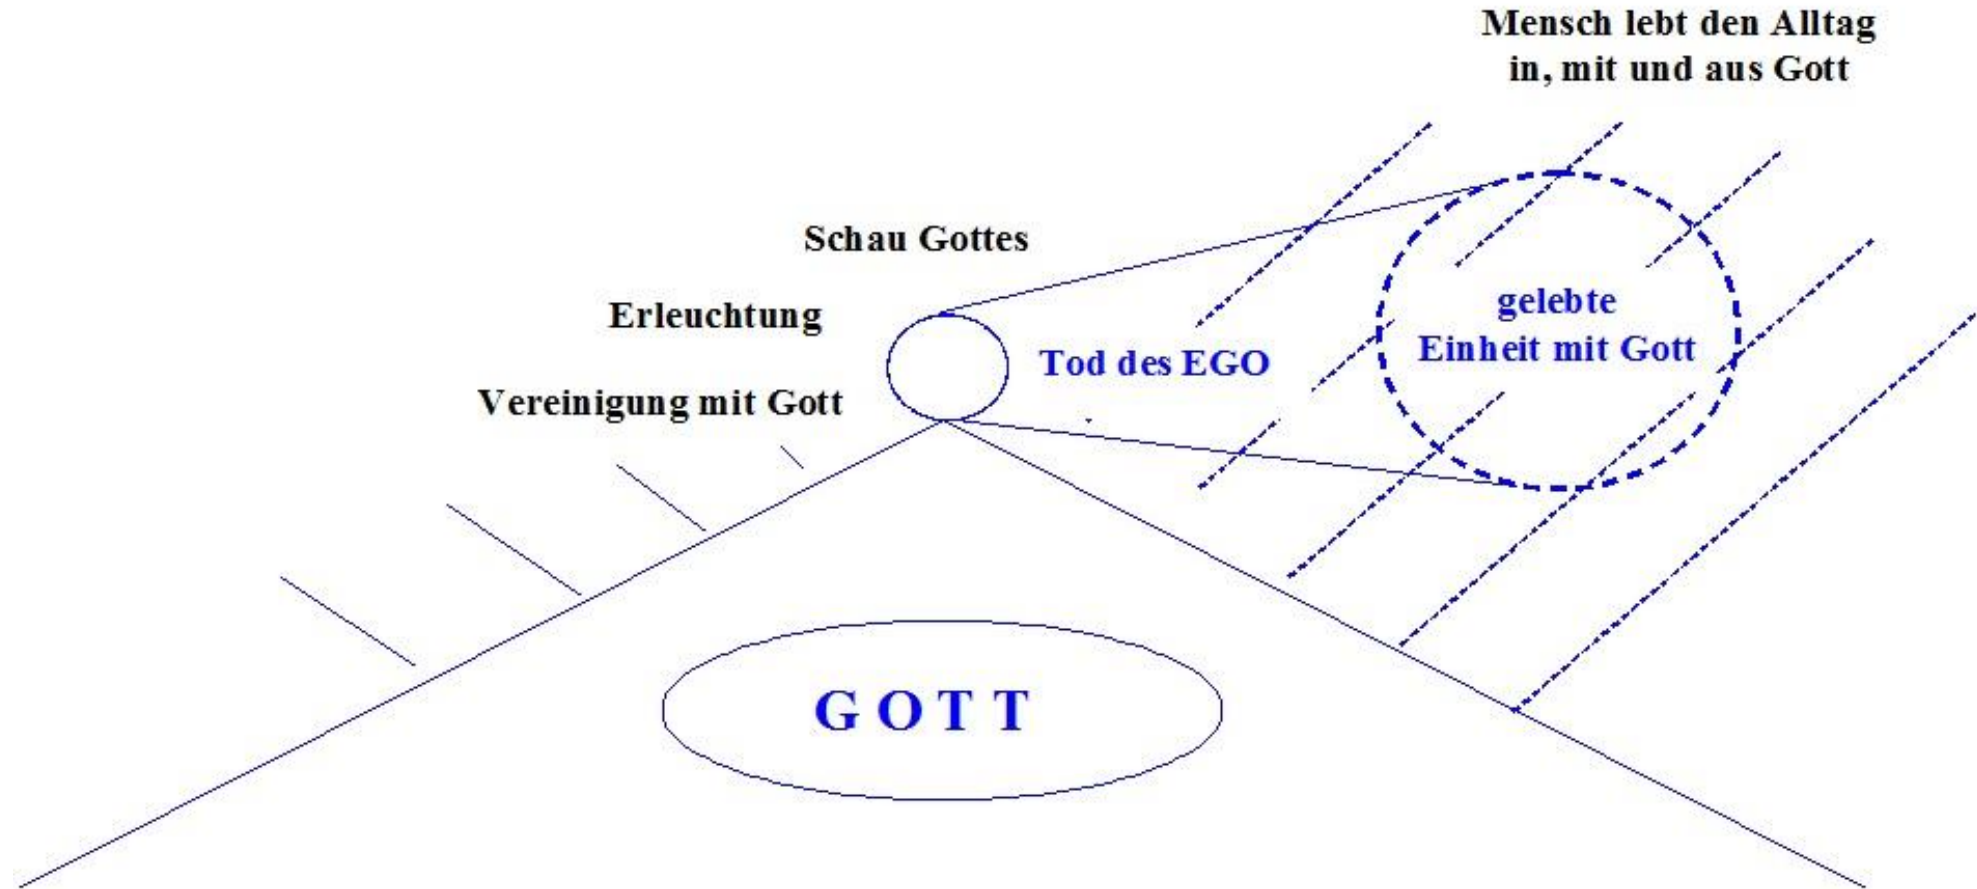 Mensch lebt den Alltag
in, mit und aus Gott
Schau Gottes
Erleuchtung
Vereinigung mit Gott
Tod des EGO
gelebte
Einheit mit Gott
GOTT